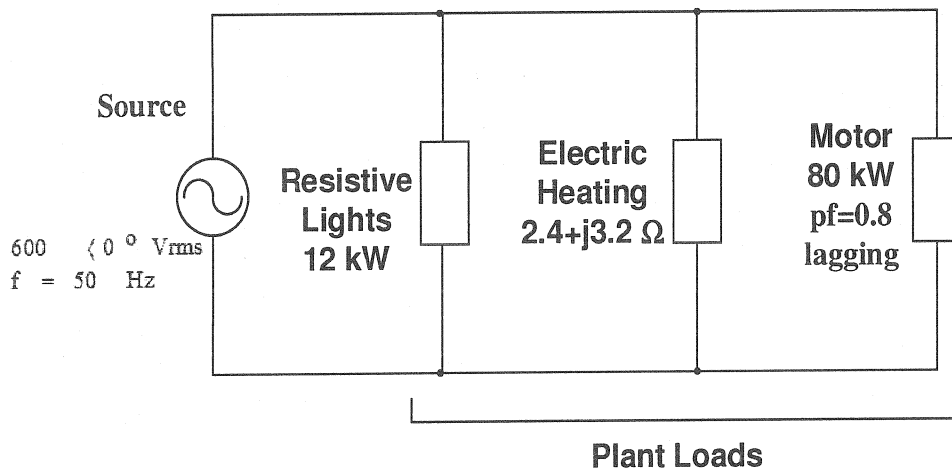 Source
600 ⟨0 ° Vrms
f = 50 Hz
Resistive
Lights
12 kW
Electric
Heating
2.4+j3.2 Ω
Motor
80 kW
pf=0.8
lagging
Plant Loads